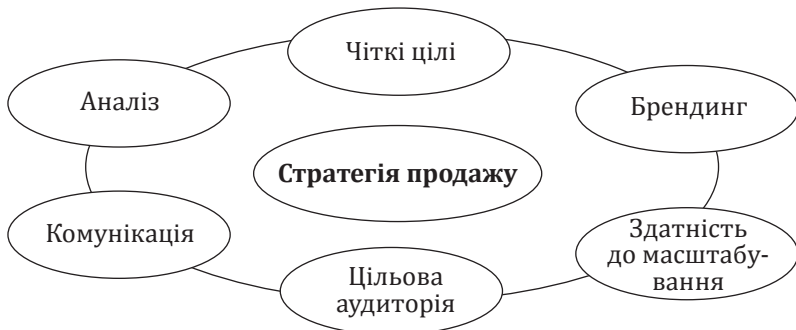 Чіткі цілі
Аналіз
Брендинг
Стратегія продажу
Комунікація
Здатність
до масштабу-
вання
Цільова
аудиторія